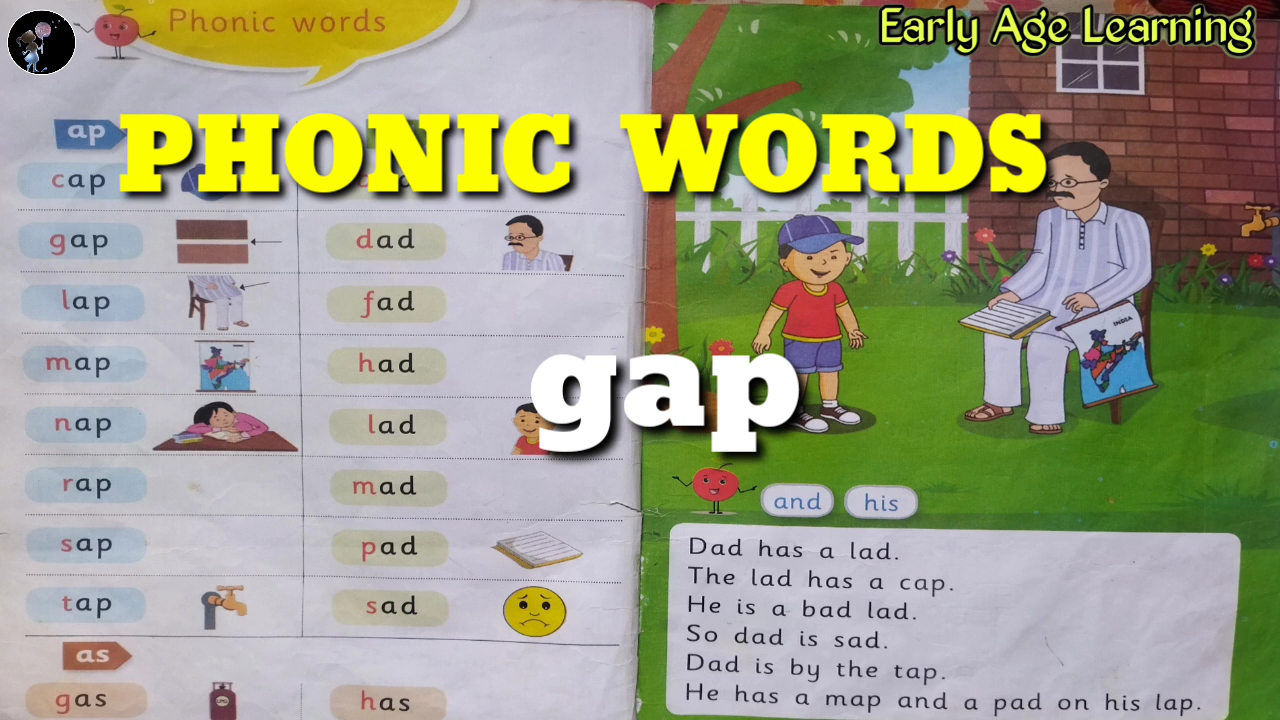 Early Age Learning
Phonic words
PHONIC WORDS
gap
ap
cap
gap
lap
map
nap
rap
sap
tap
as
gas
dad
fad
had
lad
mad
pad
sad
has
INDIA
and his
Dad has a lad.
The lad has a cap.
He is a bad lad.
So dad is sad.
Dad is by the tap.
He has a map and a pad on his lap.